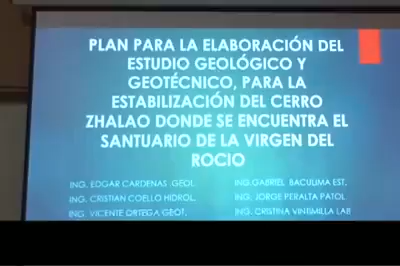 PLAN PARA LA ELABORACIÓN DEL
ESTUDIO GEOLÓGICO Y
GEOTÉCNICO, PARA LA
ESTABILIZACIÓN DEL CERRO
ZHALAO DONDE SE ENCUENTRA EL
SANTUARIO DE LA VIRGEN DEL
ROCIO
ING. EDGAR CARDENAS GEOL.
ING. GABRIEL BACULIMA EST.
ING. CRISTIAN COELLO HIDROL.
ING. JORGE PERALTA PATOL
ING. VICENTE ORTEGA GEOT.
ING. CRISTINA VINTIMILLA LAB